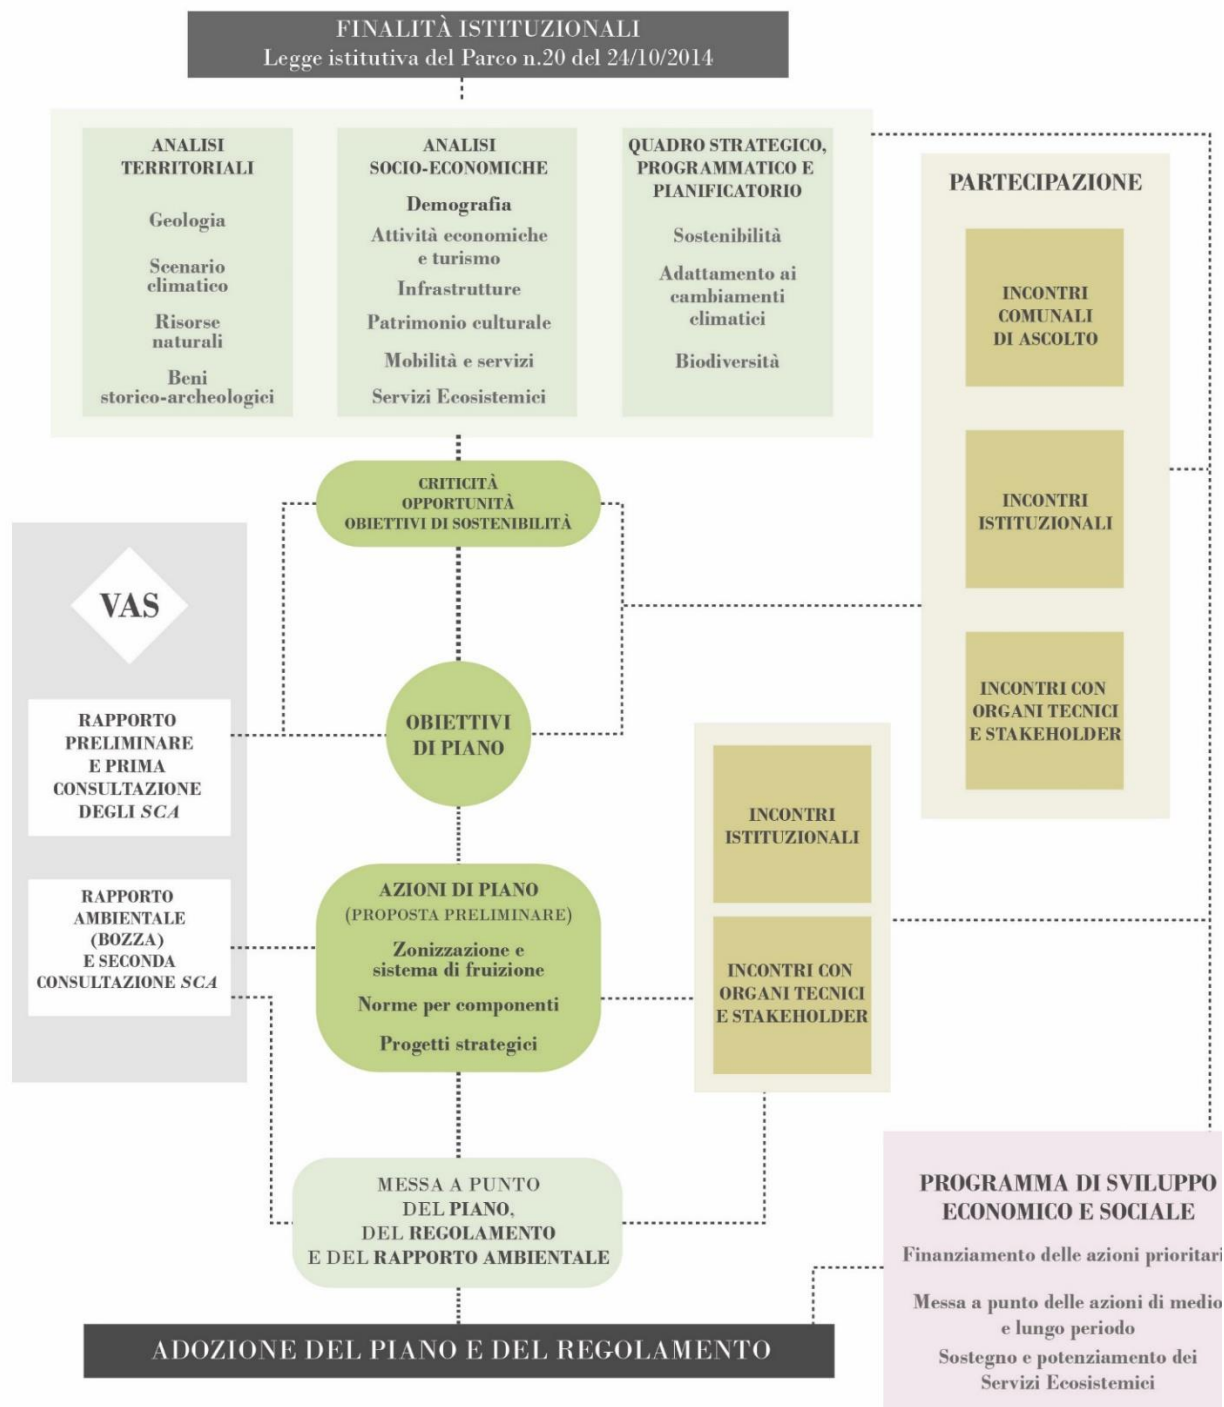 FINALITÀ ISTITUZIONALI
Legge istitutiva del Parco n.20 del 24/10/2014
ANALISI
TERRITORIALI
Geologia
Scenario
climatico
Risorse
naturali
Beni
storico-archeologici
ANALISI
SOCIO-ECONOMICHE
Demografia
Attività economiche
e turismo
Infrastrutture
Patrimonio culturale
Mobilità e servizi
Servizi Ecosistemici
QUADRO STRATEGICO,
PROGRAMMATICO E
PIANIFICATORIO
Sostenibilità
Adattamento ai
cambiamenti
climatici
Biodiversità
PARTECIPAZIONE
INCONTRI
COMUNALI
DI ASCOLTO
INCONTRI
ISTITUZIONALI
INCONTRI CON
ORGANI TECNICI
E STAKEHOLDER
CRITICITÀ
OPPORTUNITÀ
OBIETTIVI DI SOSTENIBILITÀ
VAS
RAPPORTO
PRELIMINARE
E PRIMA
CONSULTAZIONE
DEGLI SCA
OBIETTIVI
DI PIANO
INCONTRI
ISTITUZIONALI
INCONTRI CON
ORGANI TECNICI
E STAKEHOLDER
RAPPORTO
AMBIENTALE
(BOZZA)
E SECONDA
CONSULTAZIONE SCA
AZIONI DI PIANO
(PROPOSTA PRELIMINARE)
Zonizzazione e
sistema di fruizione
Norme per componenti
Progetti strategici
MESSA A PUNTO
DEL PIANO,
DEL REGOLAMENTO
E DEL RAPPORTO AMBIENTALE
PROGRAMMA DI SVILUPPO
ECONOMICO E SOCIALE
Finanziamento delle azioni prioritari
Messa a punto delle azioni di medio
e lungo periodo
Sostegno e potenziamento dei
Servizi Ecosistemici
ADOZIONE DEL PIANO E DEL REGOLAMENTO